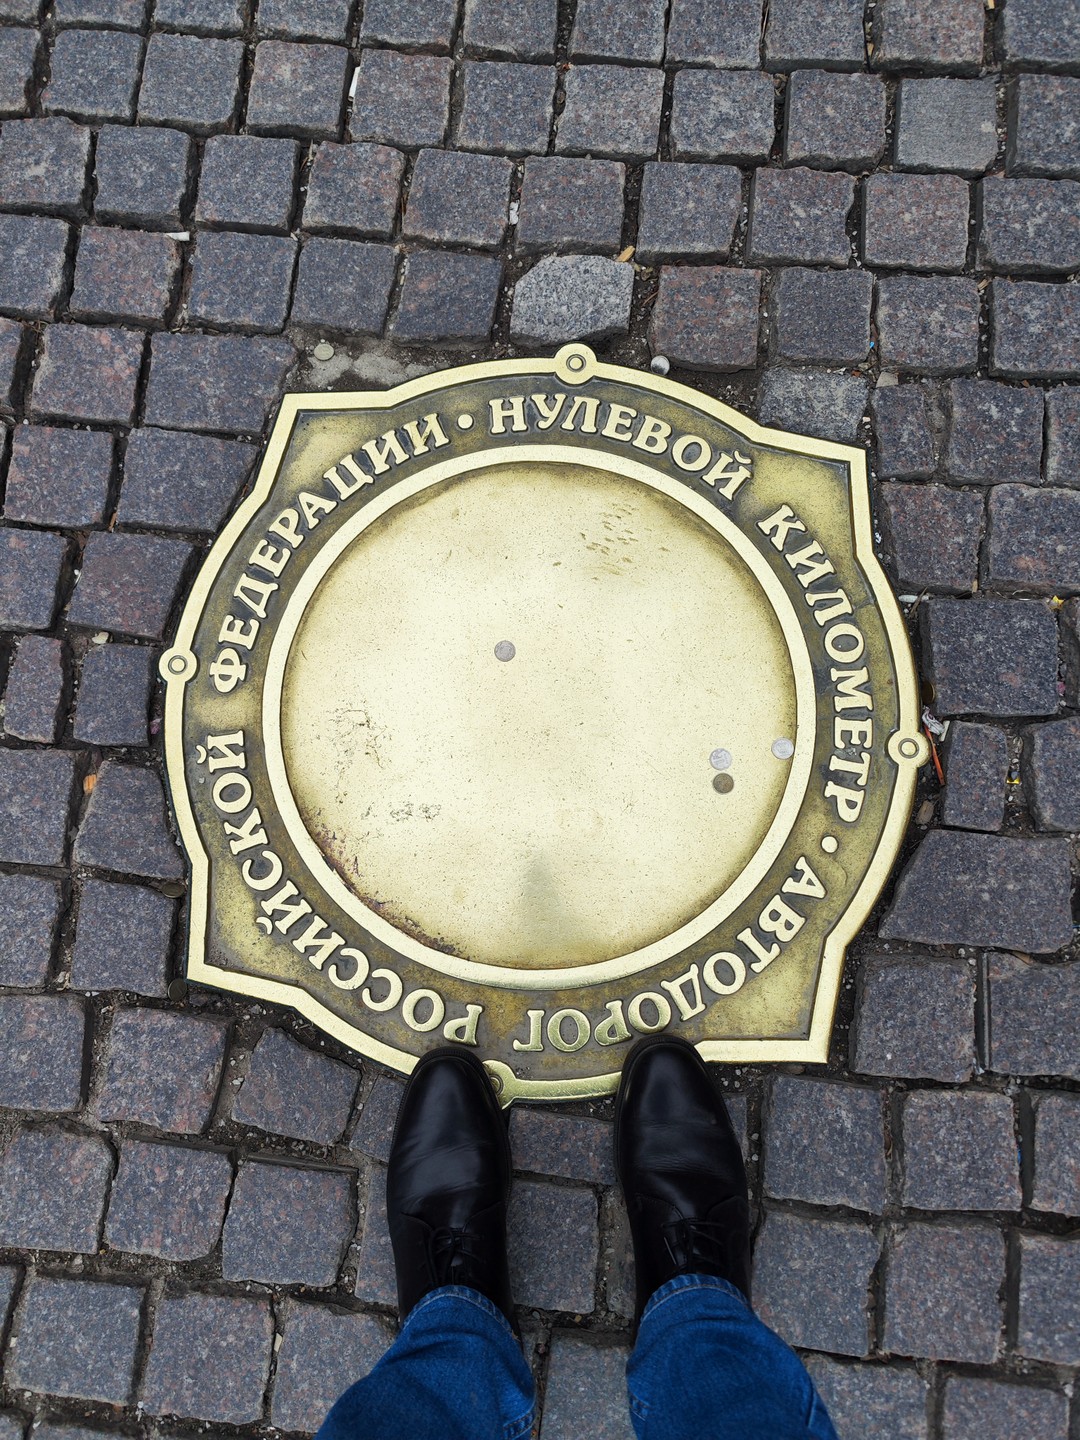 НУЛЕВОЙ КИЛОМЕТР • АВТОДОРОГ РОССИЙСКОЙ ФЕДЕРАЦИИ •